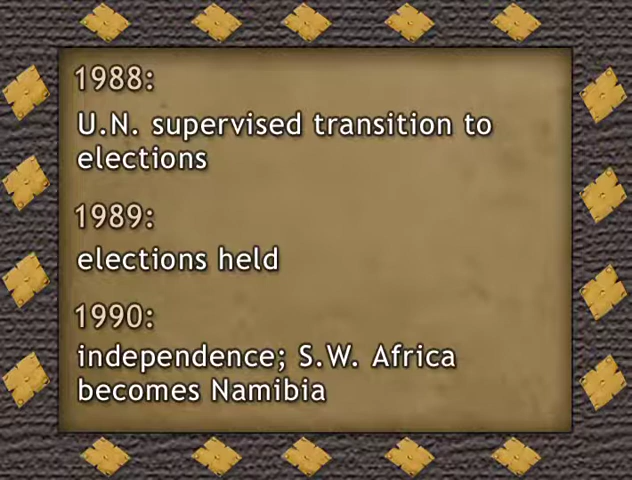 1988:
U.N. supervised transition to
elections
1989:
elections held
1990:
independence; S.W. Africa
becomes Namibia